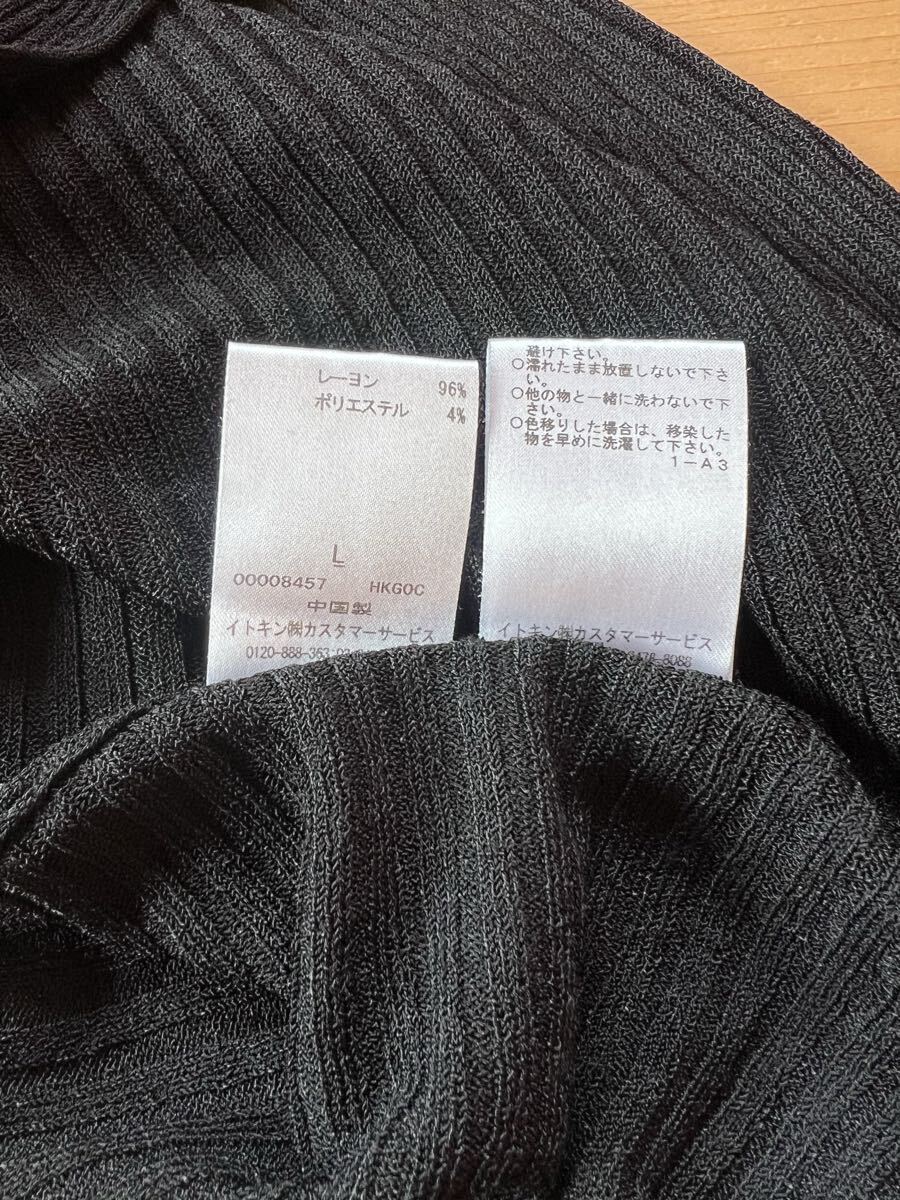 レーヨン 96%
ポリエステル 4%
L
00008457 HKG0C
中国製
イトキン㈱カスタマーサービス
0120-888-363
避け下さい。
○濡れたまま放置しないで下さ
い。
○他の物と一緒に洗わないで下
さい。
○色移りした場合は、移染した
物を早めに洗濯して下さい。
1-A3
イトキン㈱カスタマーサービス